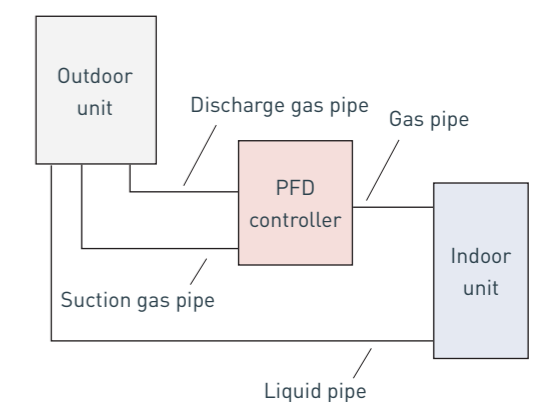 Outdoor
unit
Discharge gas pipe
Gas pipe
PFD
controller
Indoor
unit
Suction gas pipe
Liquid pipe